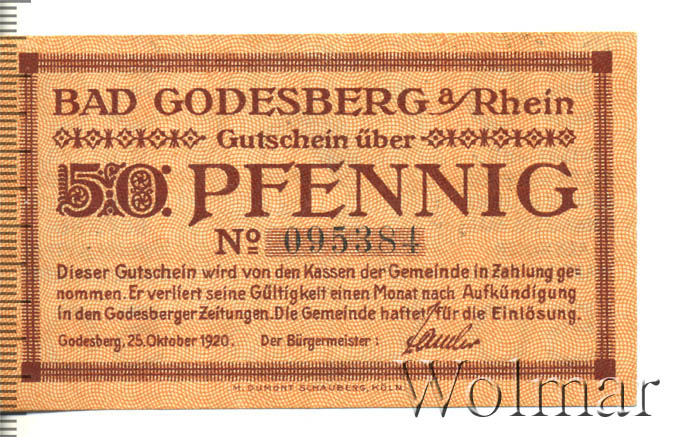 BAD GODESBERG a/Rhein
Gutschein über
50 PFENNIG
No 095384
Dieser Gutschein wird von den Kassen der Gemeinde in Zahlung ge=
nommen. Er verliert seine Gültigkeit einen Monat nach Aufkündigung
in den Godesberger Zeitungen. Die Gemeinde haftet für die Einlösung.
Godesberg, 25. Oktober 1920. Der Bürgermeister:
M. DUMONT SCHAUBERG, KÖLN
Wolmar